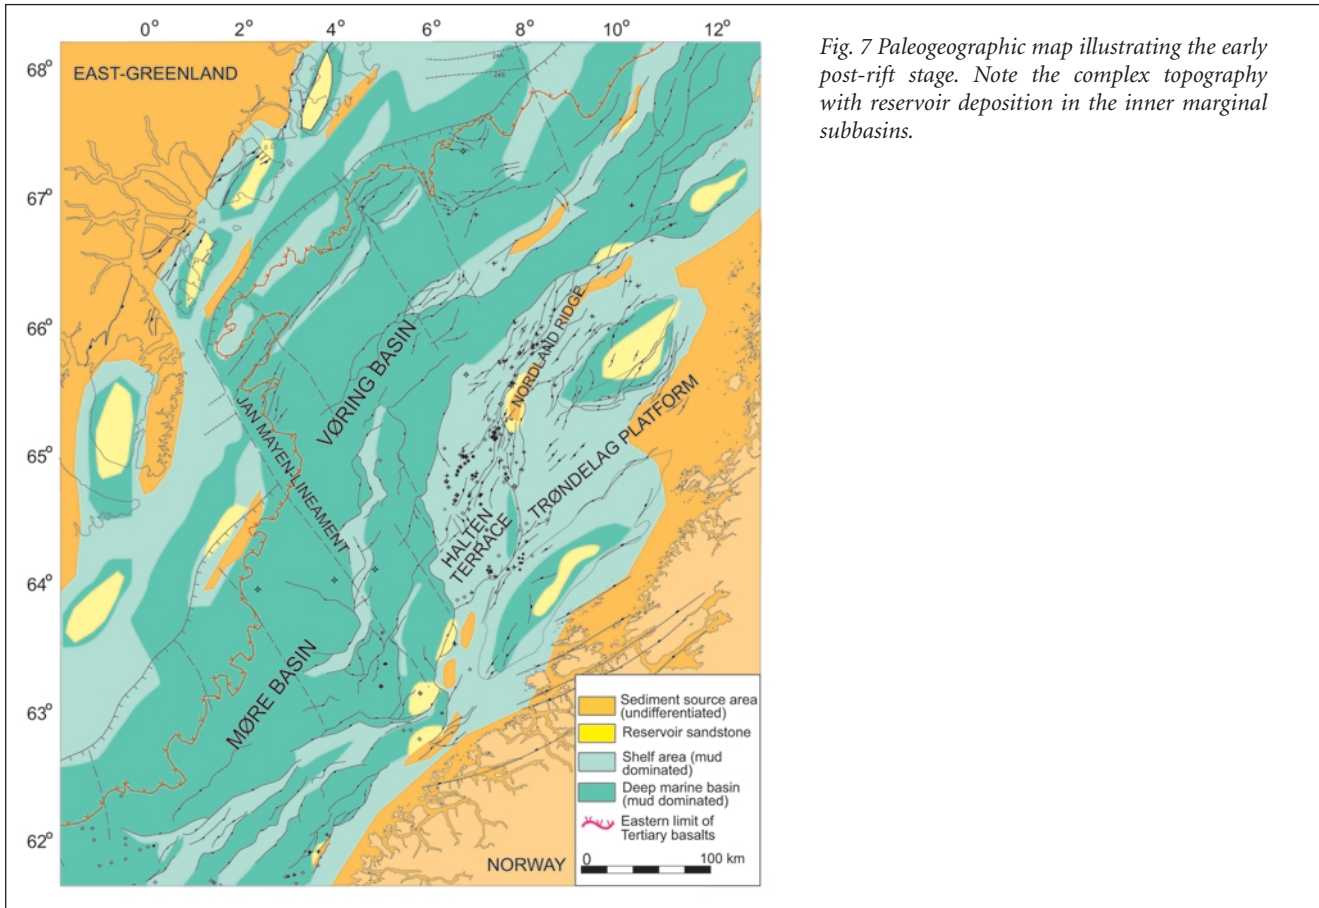 0° 2° 4° 6° 8° 10° 12°
Fig. 7 Paleogeographic map illustrating the early
post-rift stage. Note the complex topography
with reservoir deposition in the inner marginal
subbasins.
68°
67°
66°
65°
64°
63°
62°
EAST-GREENLAND
24A
24B
NORDLAND RIDGE
VØRING BASIN
JAN MAYEN-LINEAMENT
TRØNDELAG PLATFORM
HALTEN
TERRACE
MØRE BASIN
NORWAY
Sediment source area
(undifferentiated)
Reservoir sandstone
Shelf area (mud
dominated)
Deep marine basin
(mud dominated)
Eastern limit of
Tertiary basalts
0 100 km